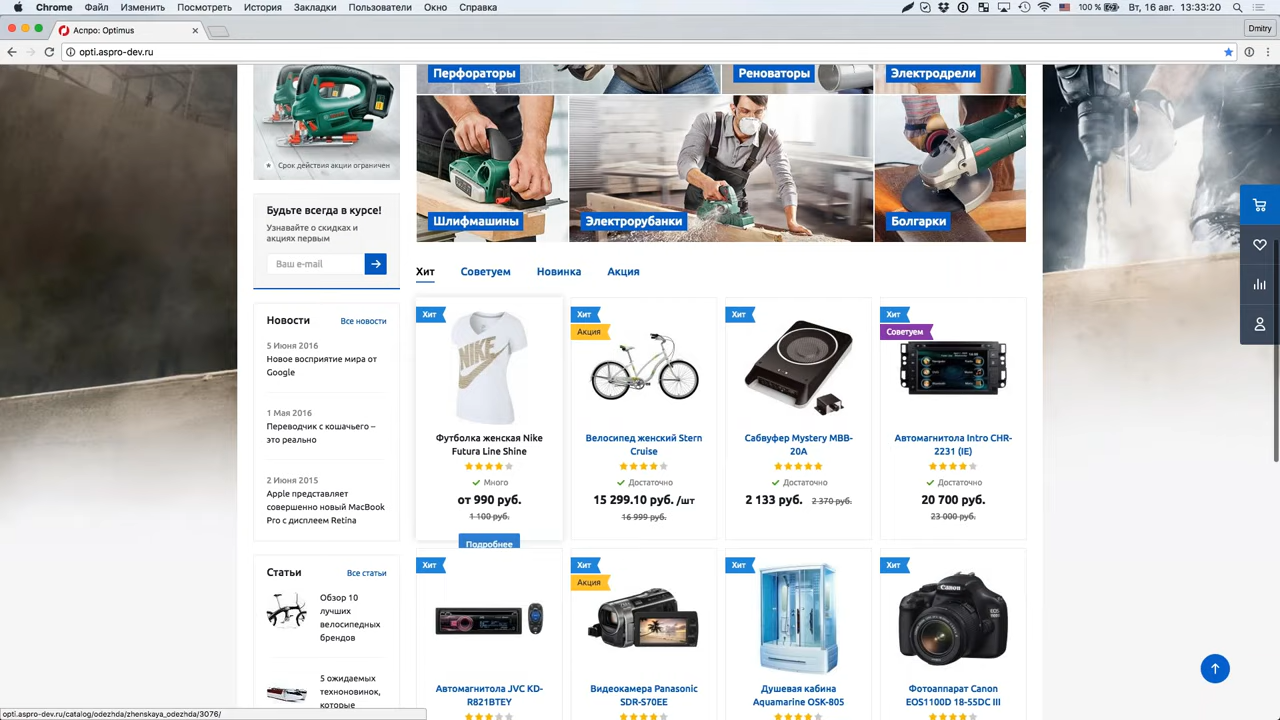 Chrome Файл Изменить Просмотреть История Закладки Пользователи Окно Справка 100 % Вт, 16 авг. 13:33:20
Аспро: Optimus
Dmitry
opti.aspro-dev.ru
Перфораторы
Реноваторы
Электродрели
Срок действия акции ограничен
Шлифмашины
Электрорубанки
Болгарки
Будьте всегда в курсе!
Узнавайте о скидках и
акциях первым
Ваш e-mail
Новости Все новости
5 Июня 2016
Новое восприятие мира от
Google
1 Мая 2016
Переводчик с кошачьего –
это реально
2 Июня 2015
Apple представляет
совершенно новый MacBook
Pro с дисплеем Retina
Статьи Все статьи
Обзор 10
лучших
велосипедных
брендов
5 ожидаемых
техноновинок,
которые
Хит Советуем Новинка Акция
Хит
NIKE
Футболка женская Nike
Futura Line Shine
Много
от 990 руб.
1 100 руб.
Подробнее
Хит
Акция
Велосипед женский Stern
Cruise
Достаточно
15 299.10 руб. /шт
16 999 руб.
Хит
Сабвуфер Mystery MBB-
20A
Достаточно
2 133 руб. 2 370 руб.
Хит
Советуем
Автомагнитола Intro CHR-
2231 (IE)
Достаточно
20 700 руб.
23 000 руб.
Хит
Автомагнитола JVC KD-
R821BTEY
Хит
Акция
Видеокамера Panasonic
SDR-S70EE
Хит
Душевая кабина
Aquamarine OSK-805
Хит
Canon
Фотоаппарат Canon
EOS1100D 18-55DC III
opti.aspro-dev.ru/catalog/odezhda/zhenskaya_odezhda/3076/